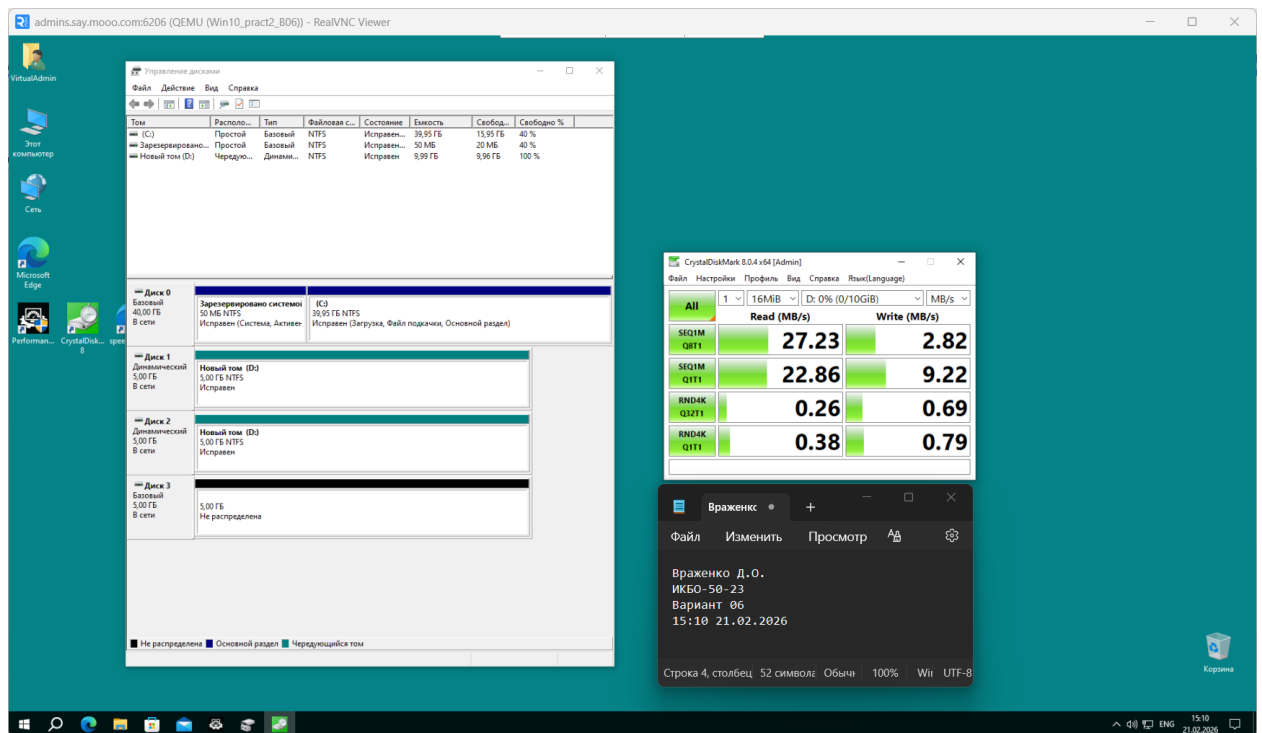 admins.say.mooo.com:6206 (QEMU (Win10_pract2_B06)) - RealVNC Viewer
VirtualAdmin
Этот
компьютер
Сеть
Microsoft
Edge
Performan...
CrystalDisk...
8
spee
Управление дисками
Файл Действие Вид Справка
Том Располо... Тип Файловая с... Состояние Емкость Свобод... Свободно %
(C:) Простой Базовый NTFS Исправен... 39,95 ГБ 15,95 ГБ 40 %
Зарезервировано... Простой Базовый NTFS Исправен... 50 МБ 20 МБ 40 %
Новый том (D:) Чередую... Динами... NTFS Исправен 9,99 ГБ 9,96 ГБ 100 %
Диск 0
Базовый
40,00 ГБ
В сети
Зарезервировано системой
50 МБ NTFS
Исправен (Система, Активен
(C:)
39,95 ГБ NTFS
Исправен (Загрузка, Файл подкачки, Основной раздел)
Диск 1
Динамический
5,00 ГБ
В сети
Новый том (D:)
5,00 ГБ NTFS
Исправен
Диск 2
Динамический
5,00 ГБ
В сети
Новый том (D:)
5,00 ГБ NTFS
Исправен
Диск 3
Базовый
5,00 ГБ
В сети
5,00 ГБ
Не распределена
Не распределена Основной раздел Чередующийся том
CrystalDiskMark 8.0.4 x64 [Admin]
Файл Настройки Профиль Вид Справка Язык(Language)
All 1 16MiB D: 0% (0/10GiB) MB/s
Read (MB/s) Write (MB/s)
SEQ1M
Q8T1
27.23 2.82
SEQ1M
Q1T1
22.86 9.22
RND4K
Q32T1
0.26 0.69
RND4K
Q1T1
0.38 0.79
Враженкс
Файл Изменить Просмотр
Враженко Д.О.
ИКБО-50-23
Вариант 06
15:10 21.02.2026
Строка 4, столбец 52 символа Обычн 100% Wir UTF-8
Корзина
ENG
15:10
21.02.2026